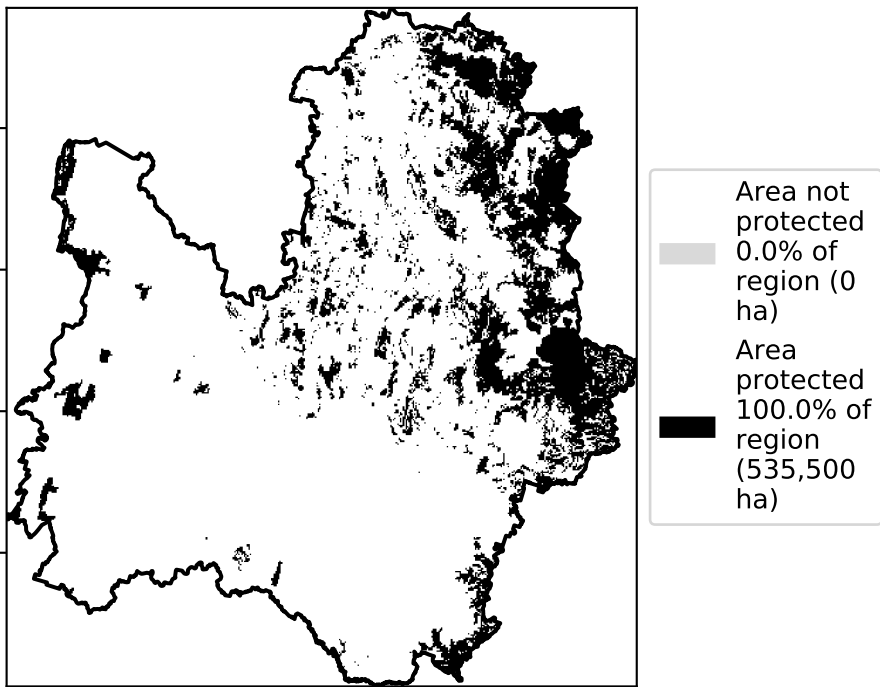 Area not
protected
0.0% of
region (0
ha)
Area
protected
100.0% of
region
(535,500
ha)